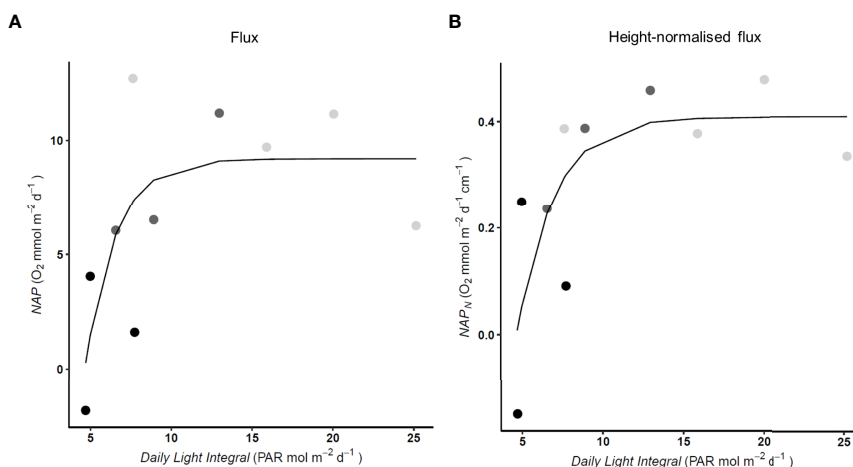 A
Flux
NAP (O₂ mmol m⁻² d⁻¹)
10
5
0
5
10
15
20
25
Daily Light Integral (PAR mol m⁻² d⁻¹ )
B
Height-normalised flux
NAP_N (O₂ mmol m⁻² d⁻¹ cm⁻¹)
0.4
0.2
0.0
5
10
15
20
25
Daily Light Integral (PAR mol m⁻² d⁻¹ )